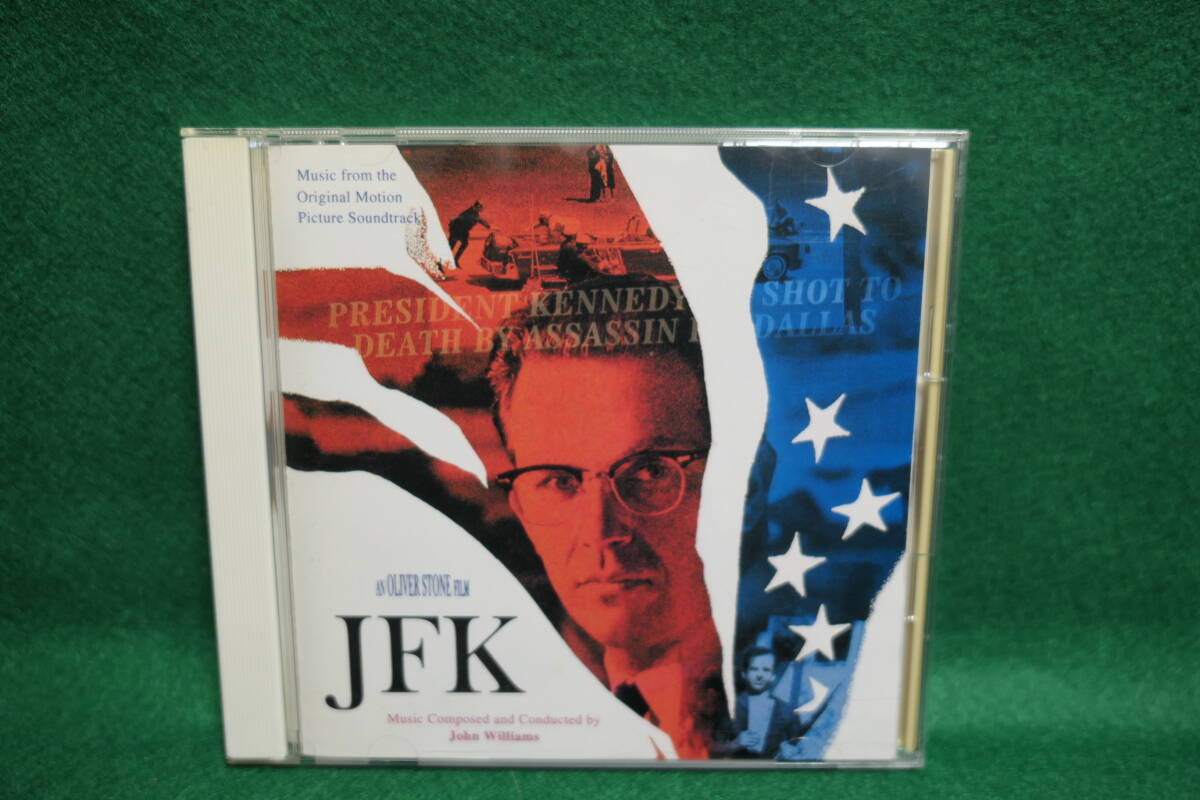 Music from the
Original Motion
Picture Soundtrack
PRESIDENT KENNEDY SHOT TO
DEATH BY ASSASSIN DALLAS
AN OLIVER STONE FILM
JFK
Music Composed and Conducted by
John Williams